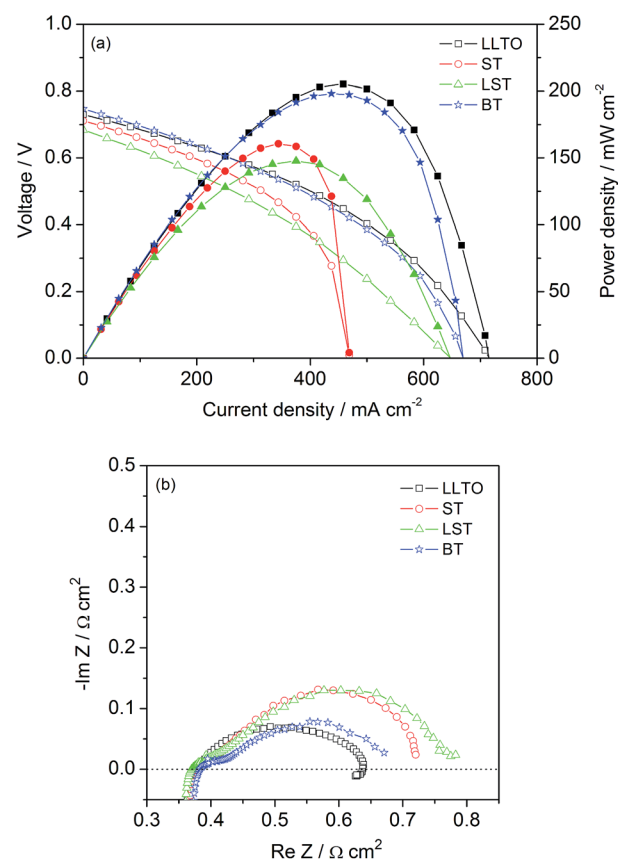 (a)
LLTO
ST
LST
BT
1.0
0.8
0.6
0.4
0.2
0.0
Voltage / V
250
200
150
100
50
0
Power density / mW cm-2
0
200
400
600
800
Current density / mA cm-2
(b)
LLTO
ST
LST
BT
0.5
0.4
0.3
0.2
0.1
0.0
-Im Z / Ω cm2
0.3
0.4
0.5
0.6
0.7
0.8
Re Z / Ω cm2